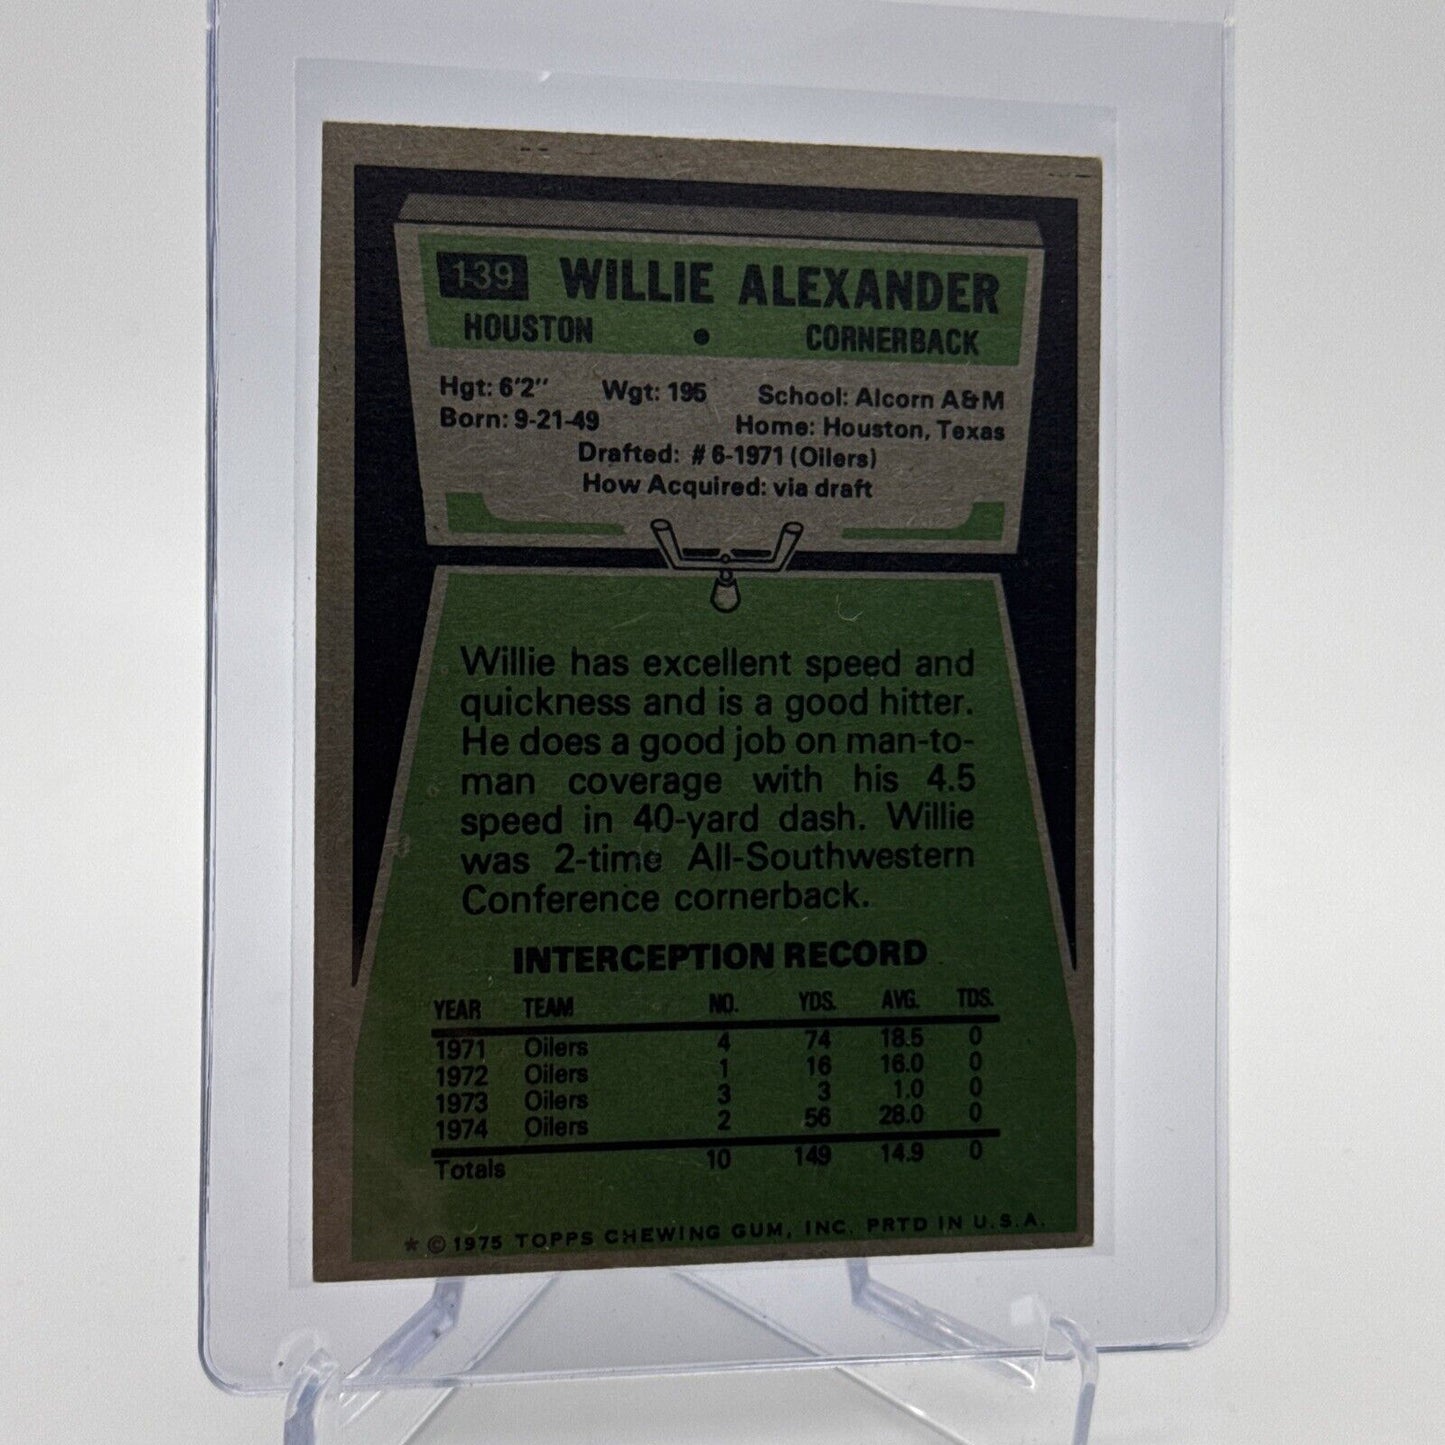 139 WILLIE ALEXANDER
HOUSTON • CORNERBACK
Hgt: 6'2" Wgt: 195 School: Alcorn A&M
Born: 9-21-49 Home: Houston, Texas
Drafted: # 6-1971 (Oilers)
How Acquired: via draft
Willie has excellent speed and
quickness and is a good hitter.
He does a good job on man-to-
man coverage with his 4.5
speed in 40-yard dash. Willie
was 2-time All-Southwestern
Conference cornerback.
INTERCEPTION RECORD
YEAR TEAM NO. YDS. AVG. TDS.
1971 Oilers 4 74 18.5 0
1972 Oilers 1 16 16.0 0
1973 Oilers 3 3 1.0 0
1974 Oilers 2 56 28.0 0
Totals 10 149 14.9 0
* © 1975 TOPPS CHEWING GUM, INC. PRTD IN U.S.A.